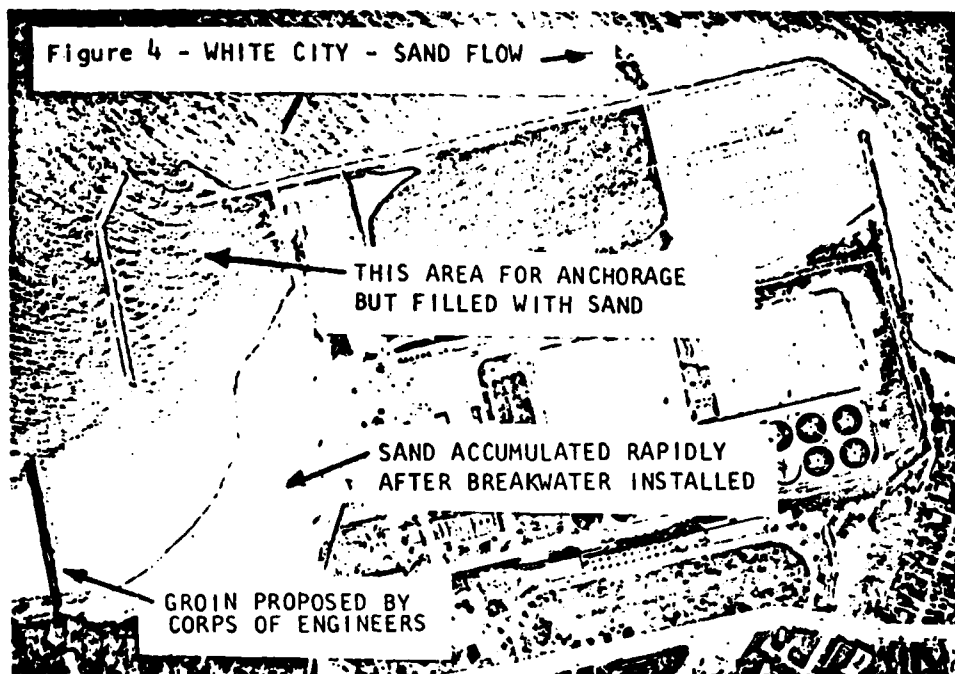 Figure 4 - WHITE CITY - SAND FLOW
THIS AREA FOR ANCHORAGE
BUT FILLED WITH SAND
SAND ACCUMULATED RAPIDLY
AFTER BREAKWATER INSTALLED
GROIN PROPOSED BY
CORPS OF ENGINEERS